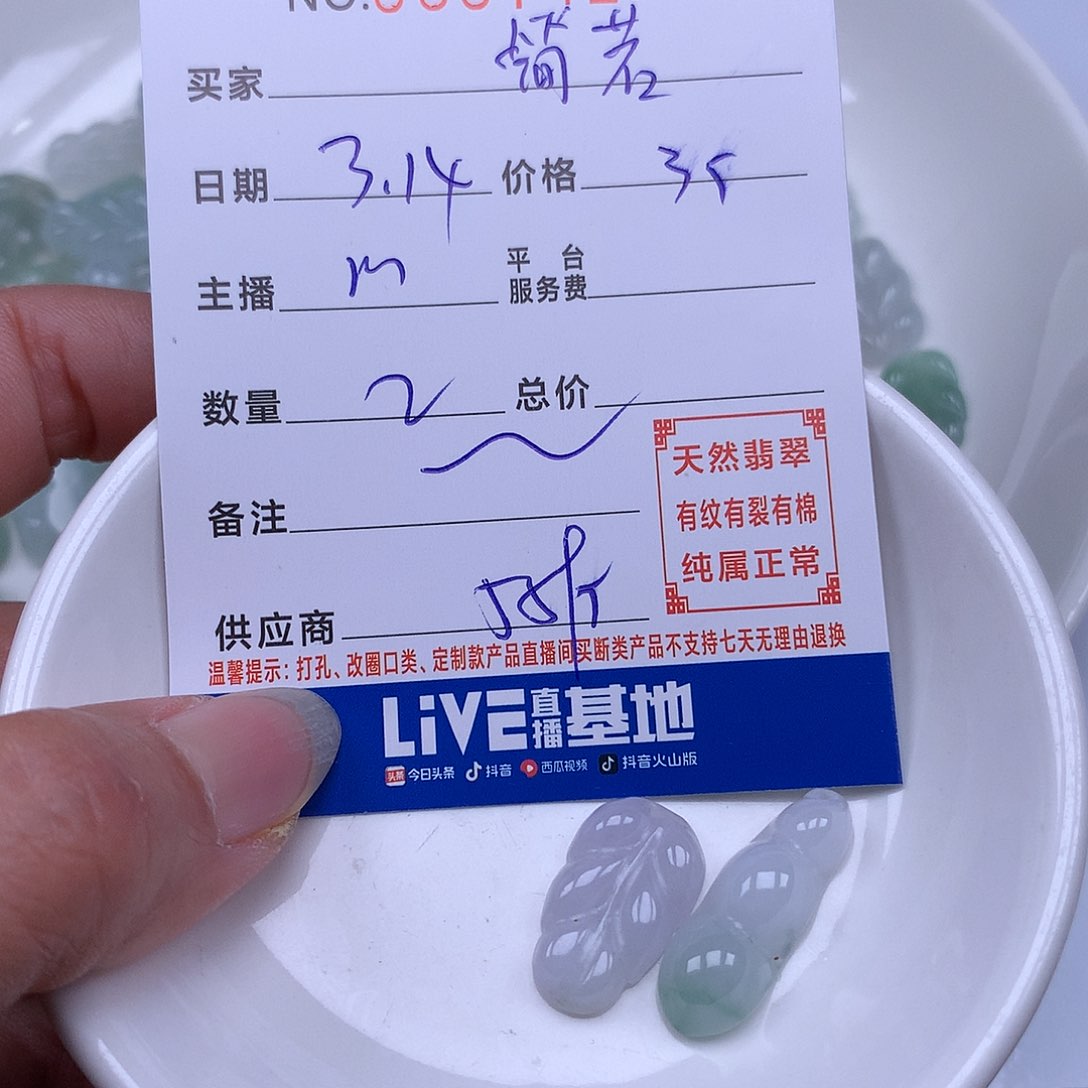 NO.
买家 简若
日期 3.14 价格 35
主播 m 平台服务费
数量 2 总价
备注
天然翡翠
有纹有裂有棉
纯属正常
供应商
温馨提示：打孔、改圈口类、定制款产品直播间买断类产品不支持七天无理由退换
LiVE直播基地
头条 今日头条 抖音 西瓜视频 抖音火山版